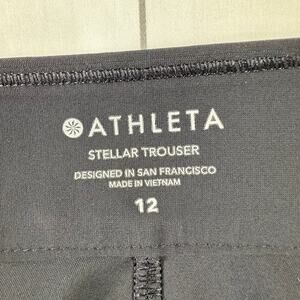 ATHLETA
STELLAR TROUSER
DESIGNED IN SAN FRANCISCO
MADE IN VIETNAM
12